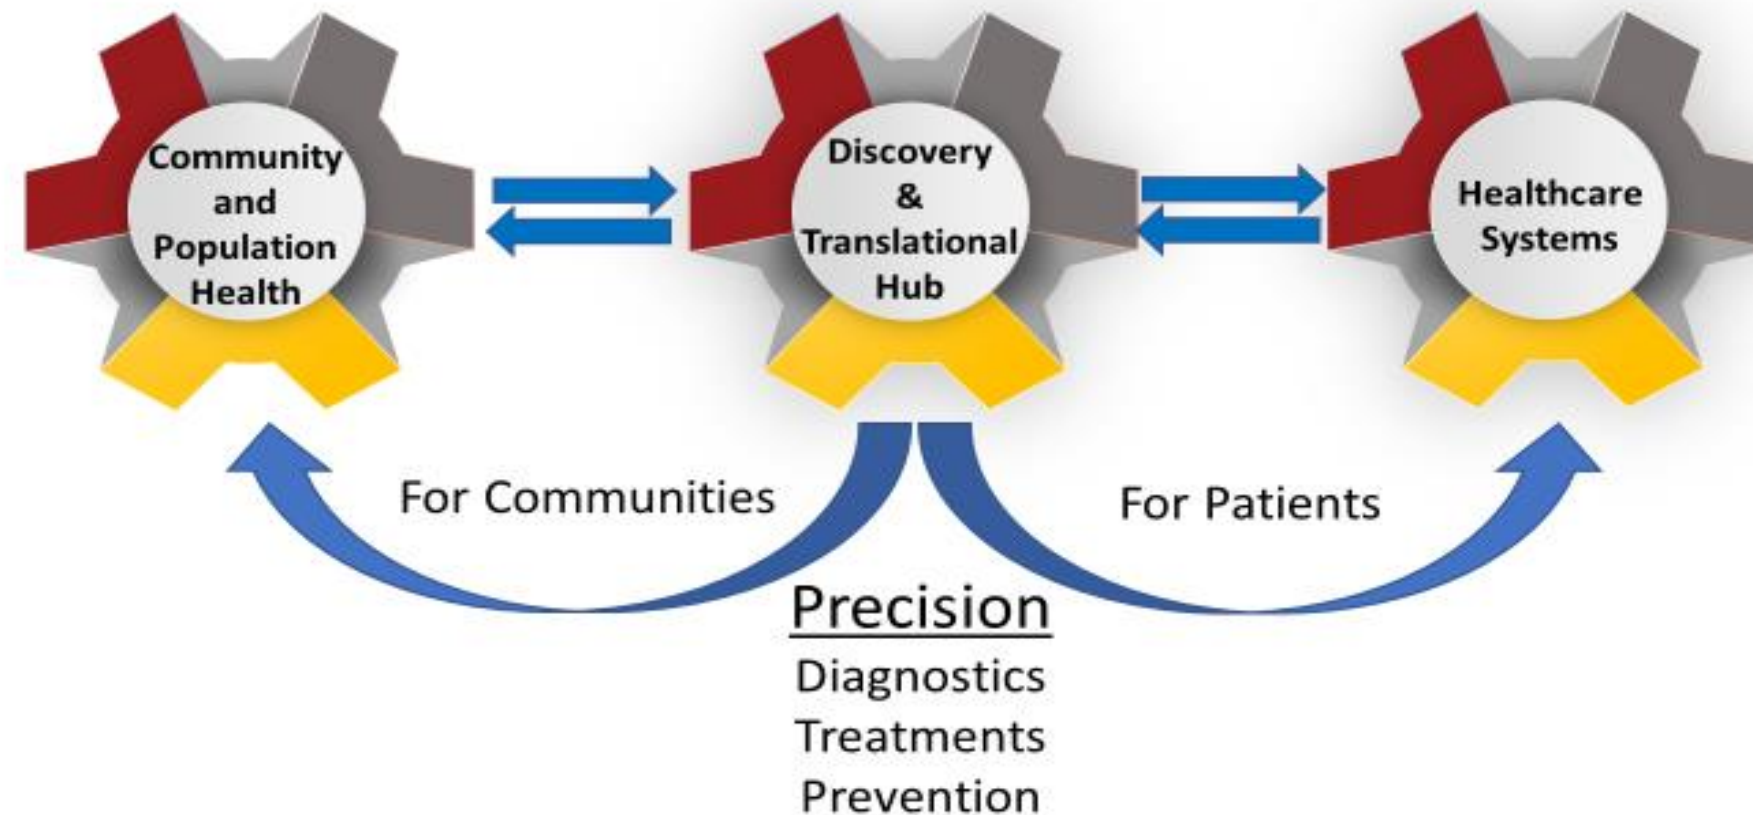 Community
and
Population
Health
Discovery
&
Translational
Hub
Healthcare
Systems
For Communities
For Patients
Precision
Diagnostics
Treatments
Prevention